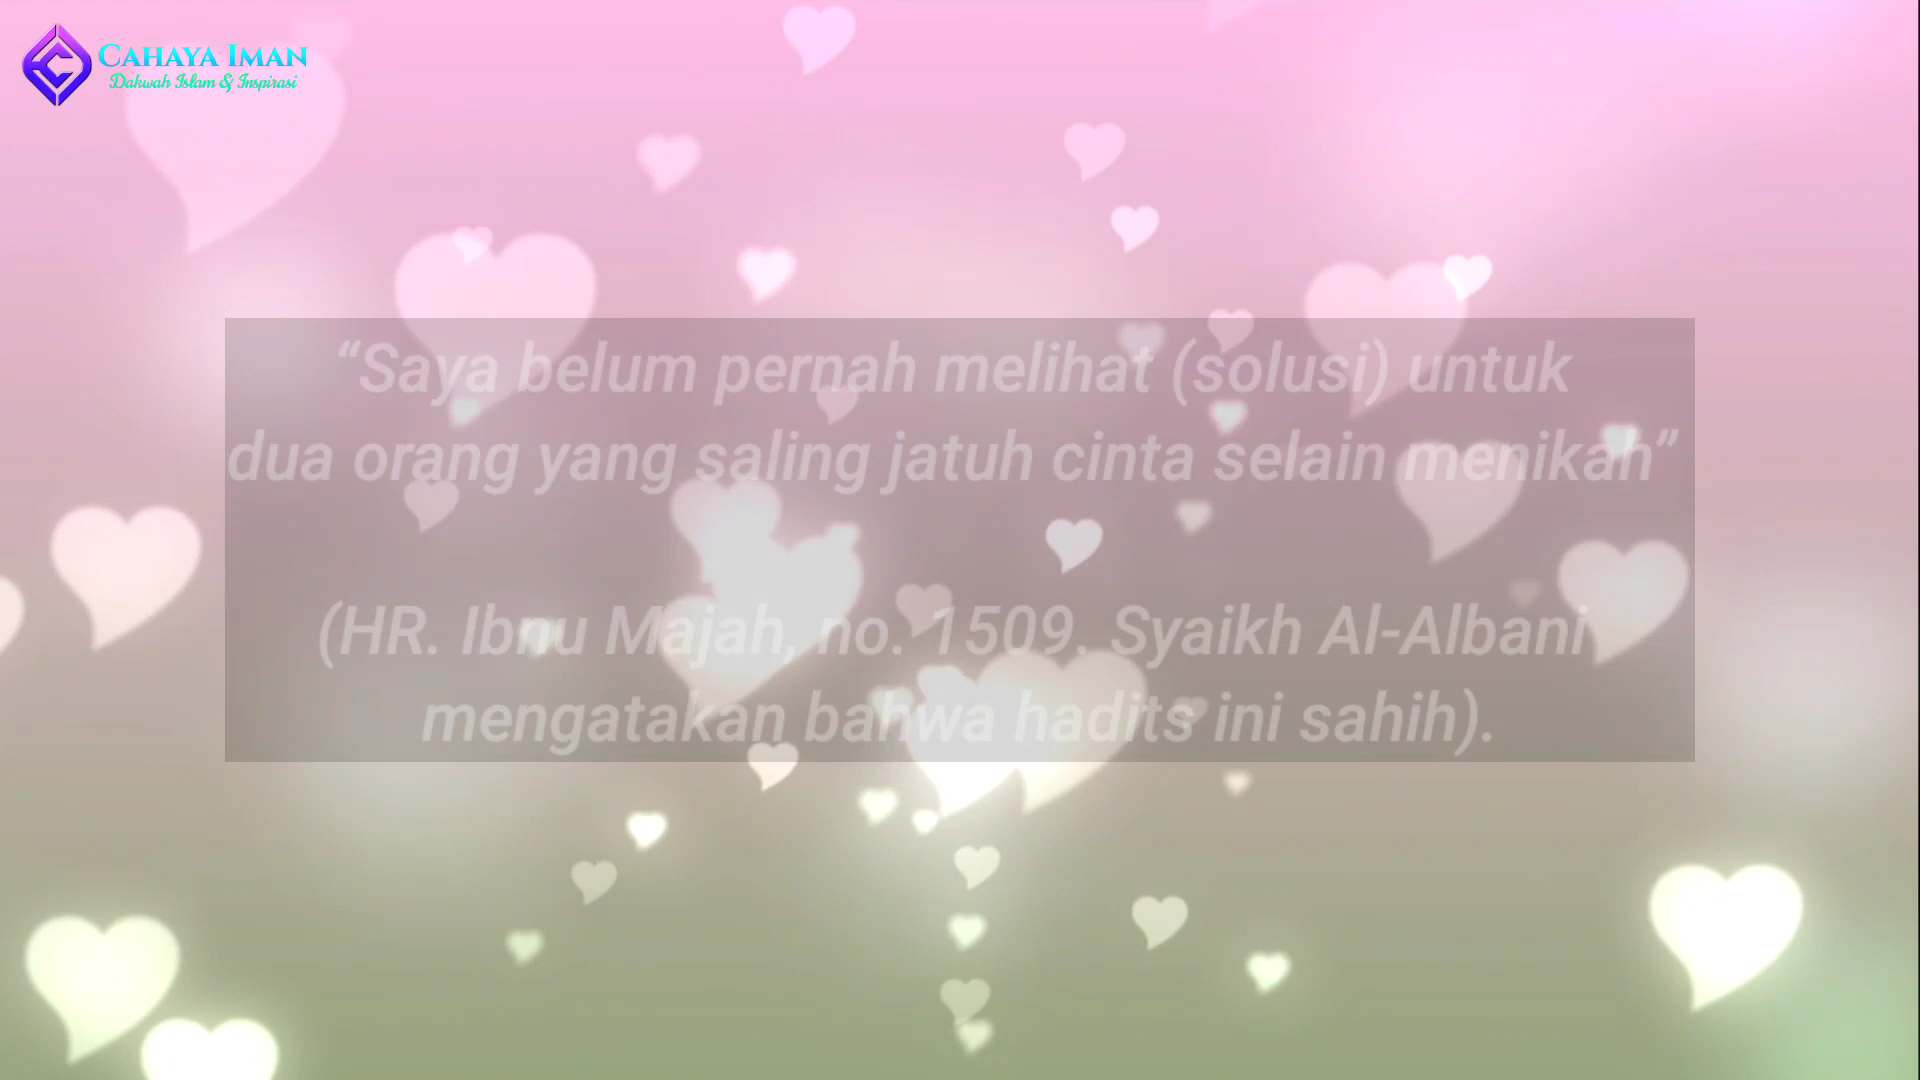 CAHAYA IMAN
Dakwah Islam & Inspirasi
“Saya belum pernah melihat (solusi) untuk
dua orang yang saling jatuh cinta selain menikah”
(HR. Ibnu Majah, no. 1509. Syaikh Al-Albani
mengatakan bahwa hadits ini sahih).